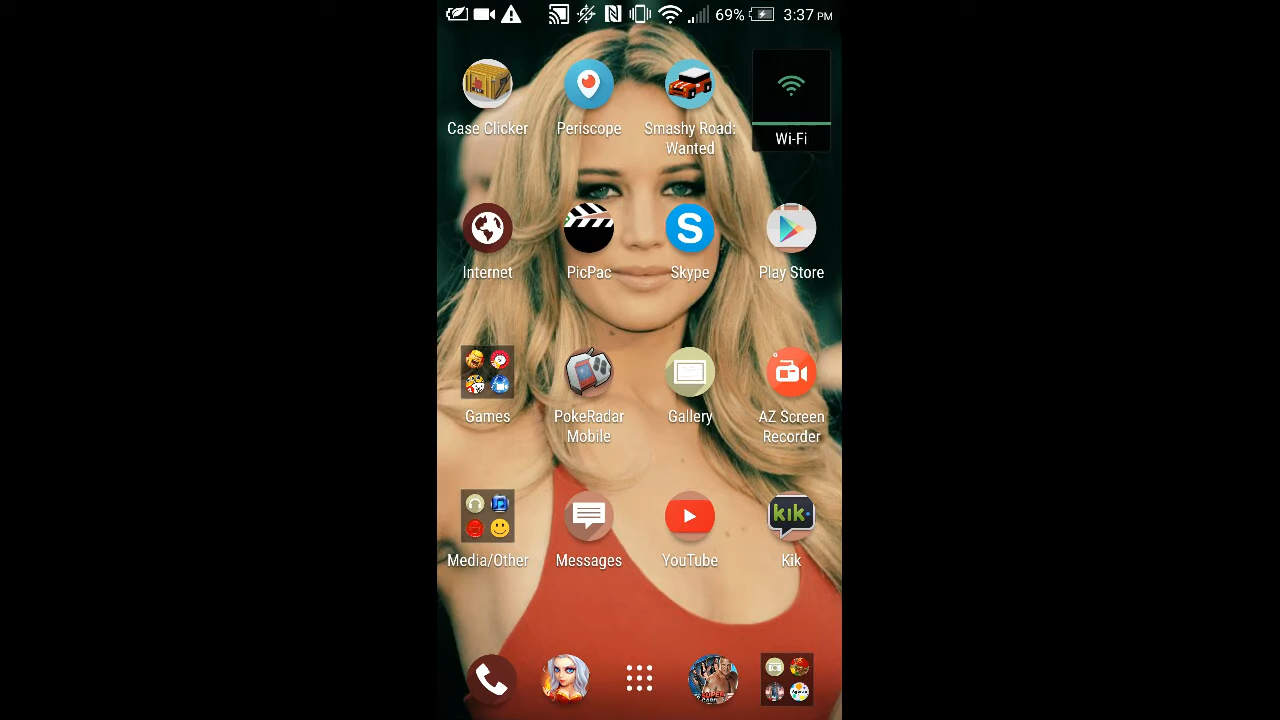 69% 3:37 PM
Case Clicker
Periscope
Smashy Road:
Wanted
Wi-Fi
Internet
PicPac
S
Skype
Play Store
Games
PokeRadar
Mobile
Gallery
AZ Screen
Recorder
Media/Other
Messages
YouTube
kik
Kik